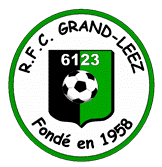 R.F.C. GRAND-LEEZ
6123
Fondé en 1958